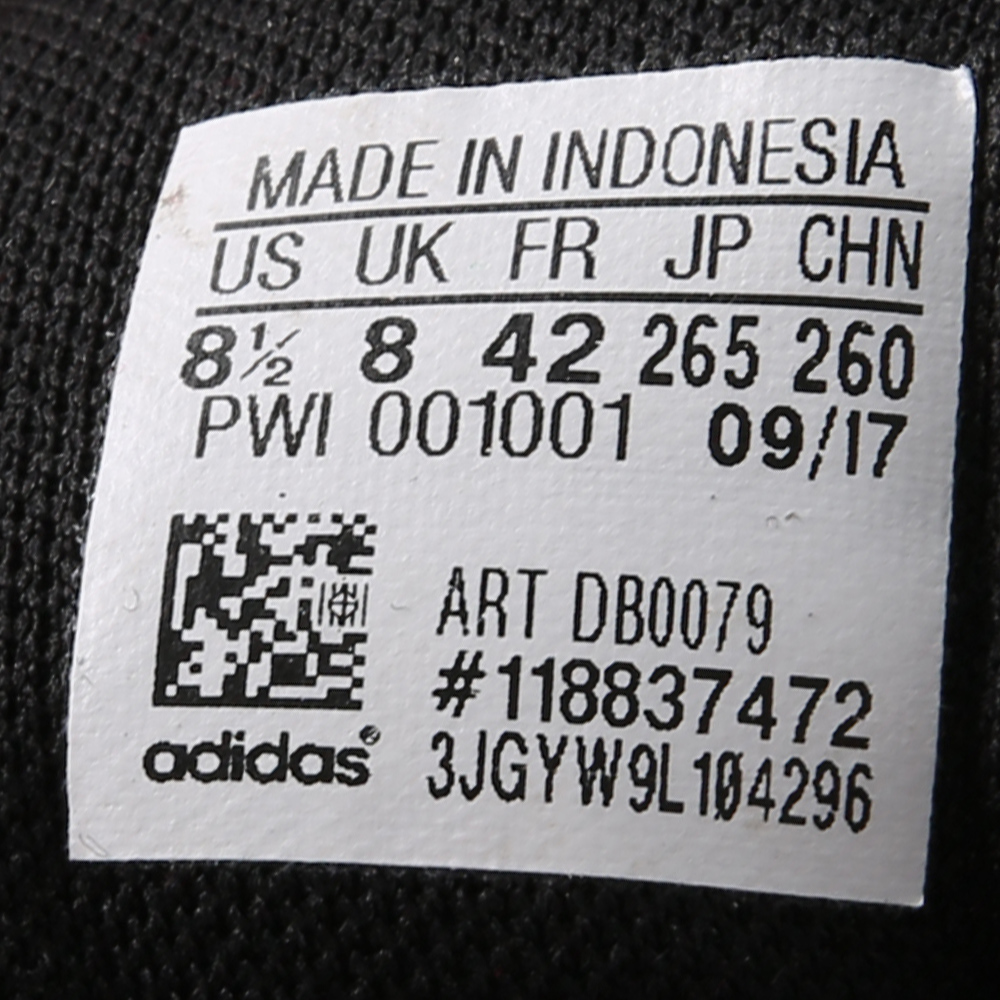 MADE IN INDONESIA
US UK FR JP CHN
8½ 8 42 265 260
PWI 001001 09/17
ART DB0079
#118837472
adidas®
3JGYW9L1Ø4296